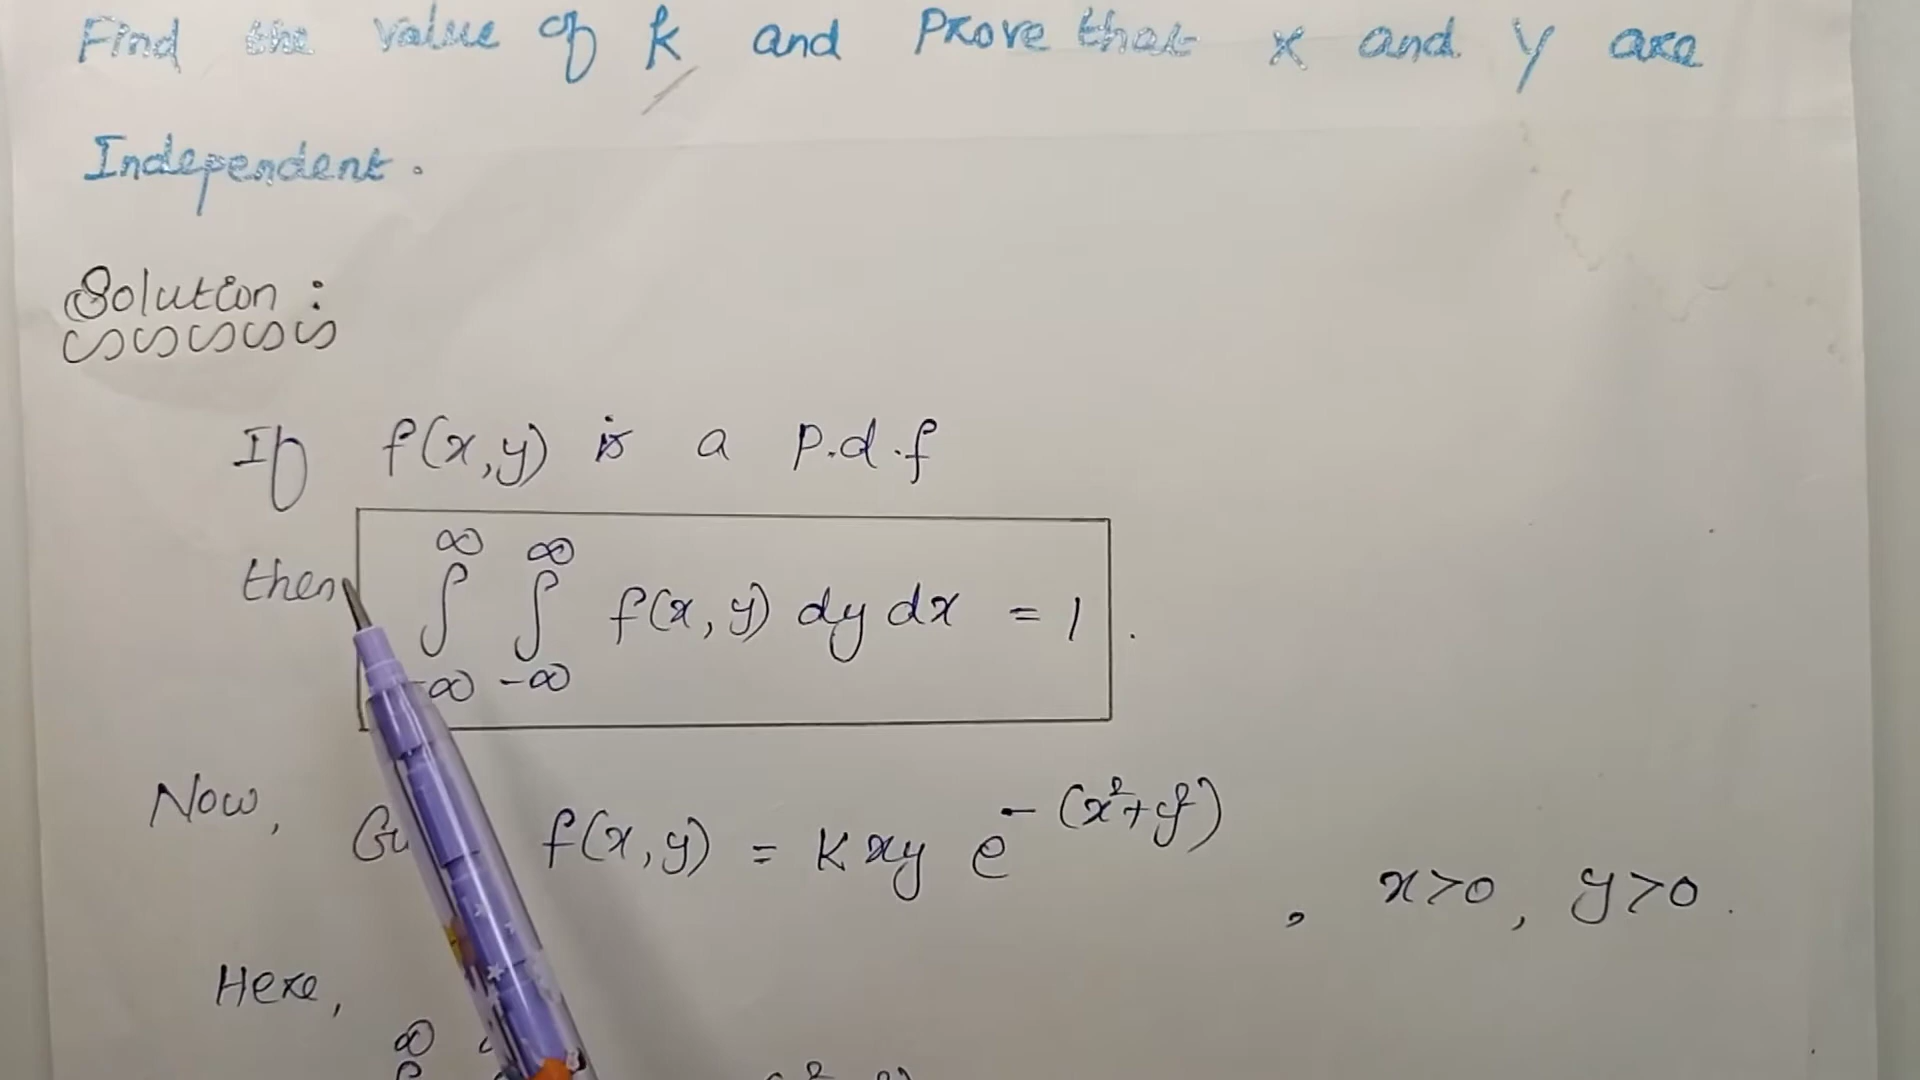 Find the value of k and Prove that x and y are
Independent.
Solution:
If f(x,y) is a P.d.f
then ∫_{-∞}^{∞} ∫_{-∞}^{∞} f(x,y) dy dx = 1.
Now, f(x,y) = K xy e^{-(x²+y²)}, x>0, y>0.
Here,